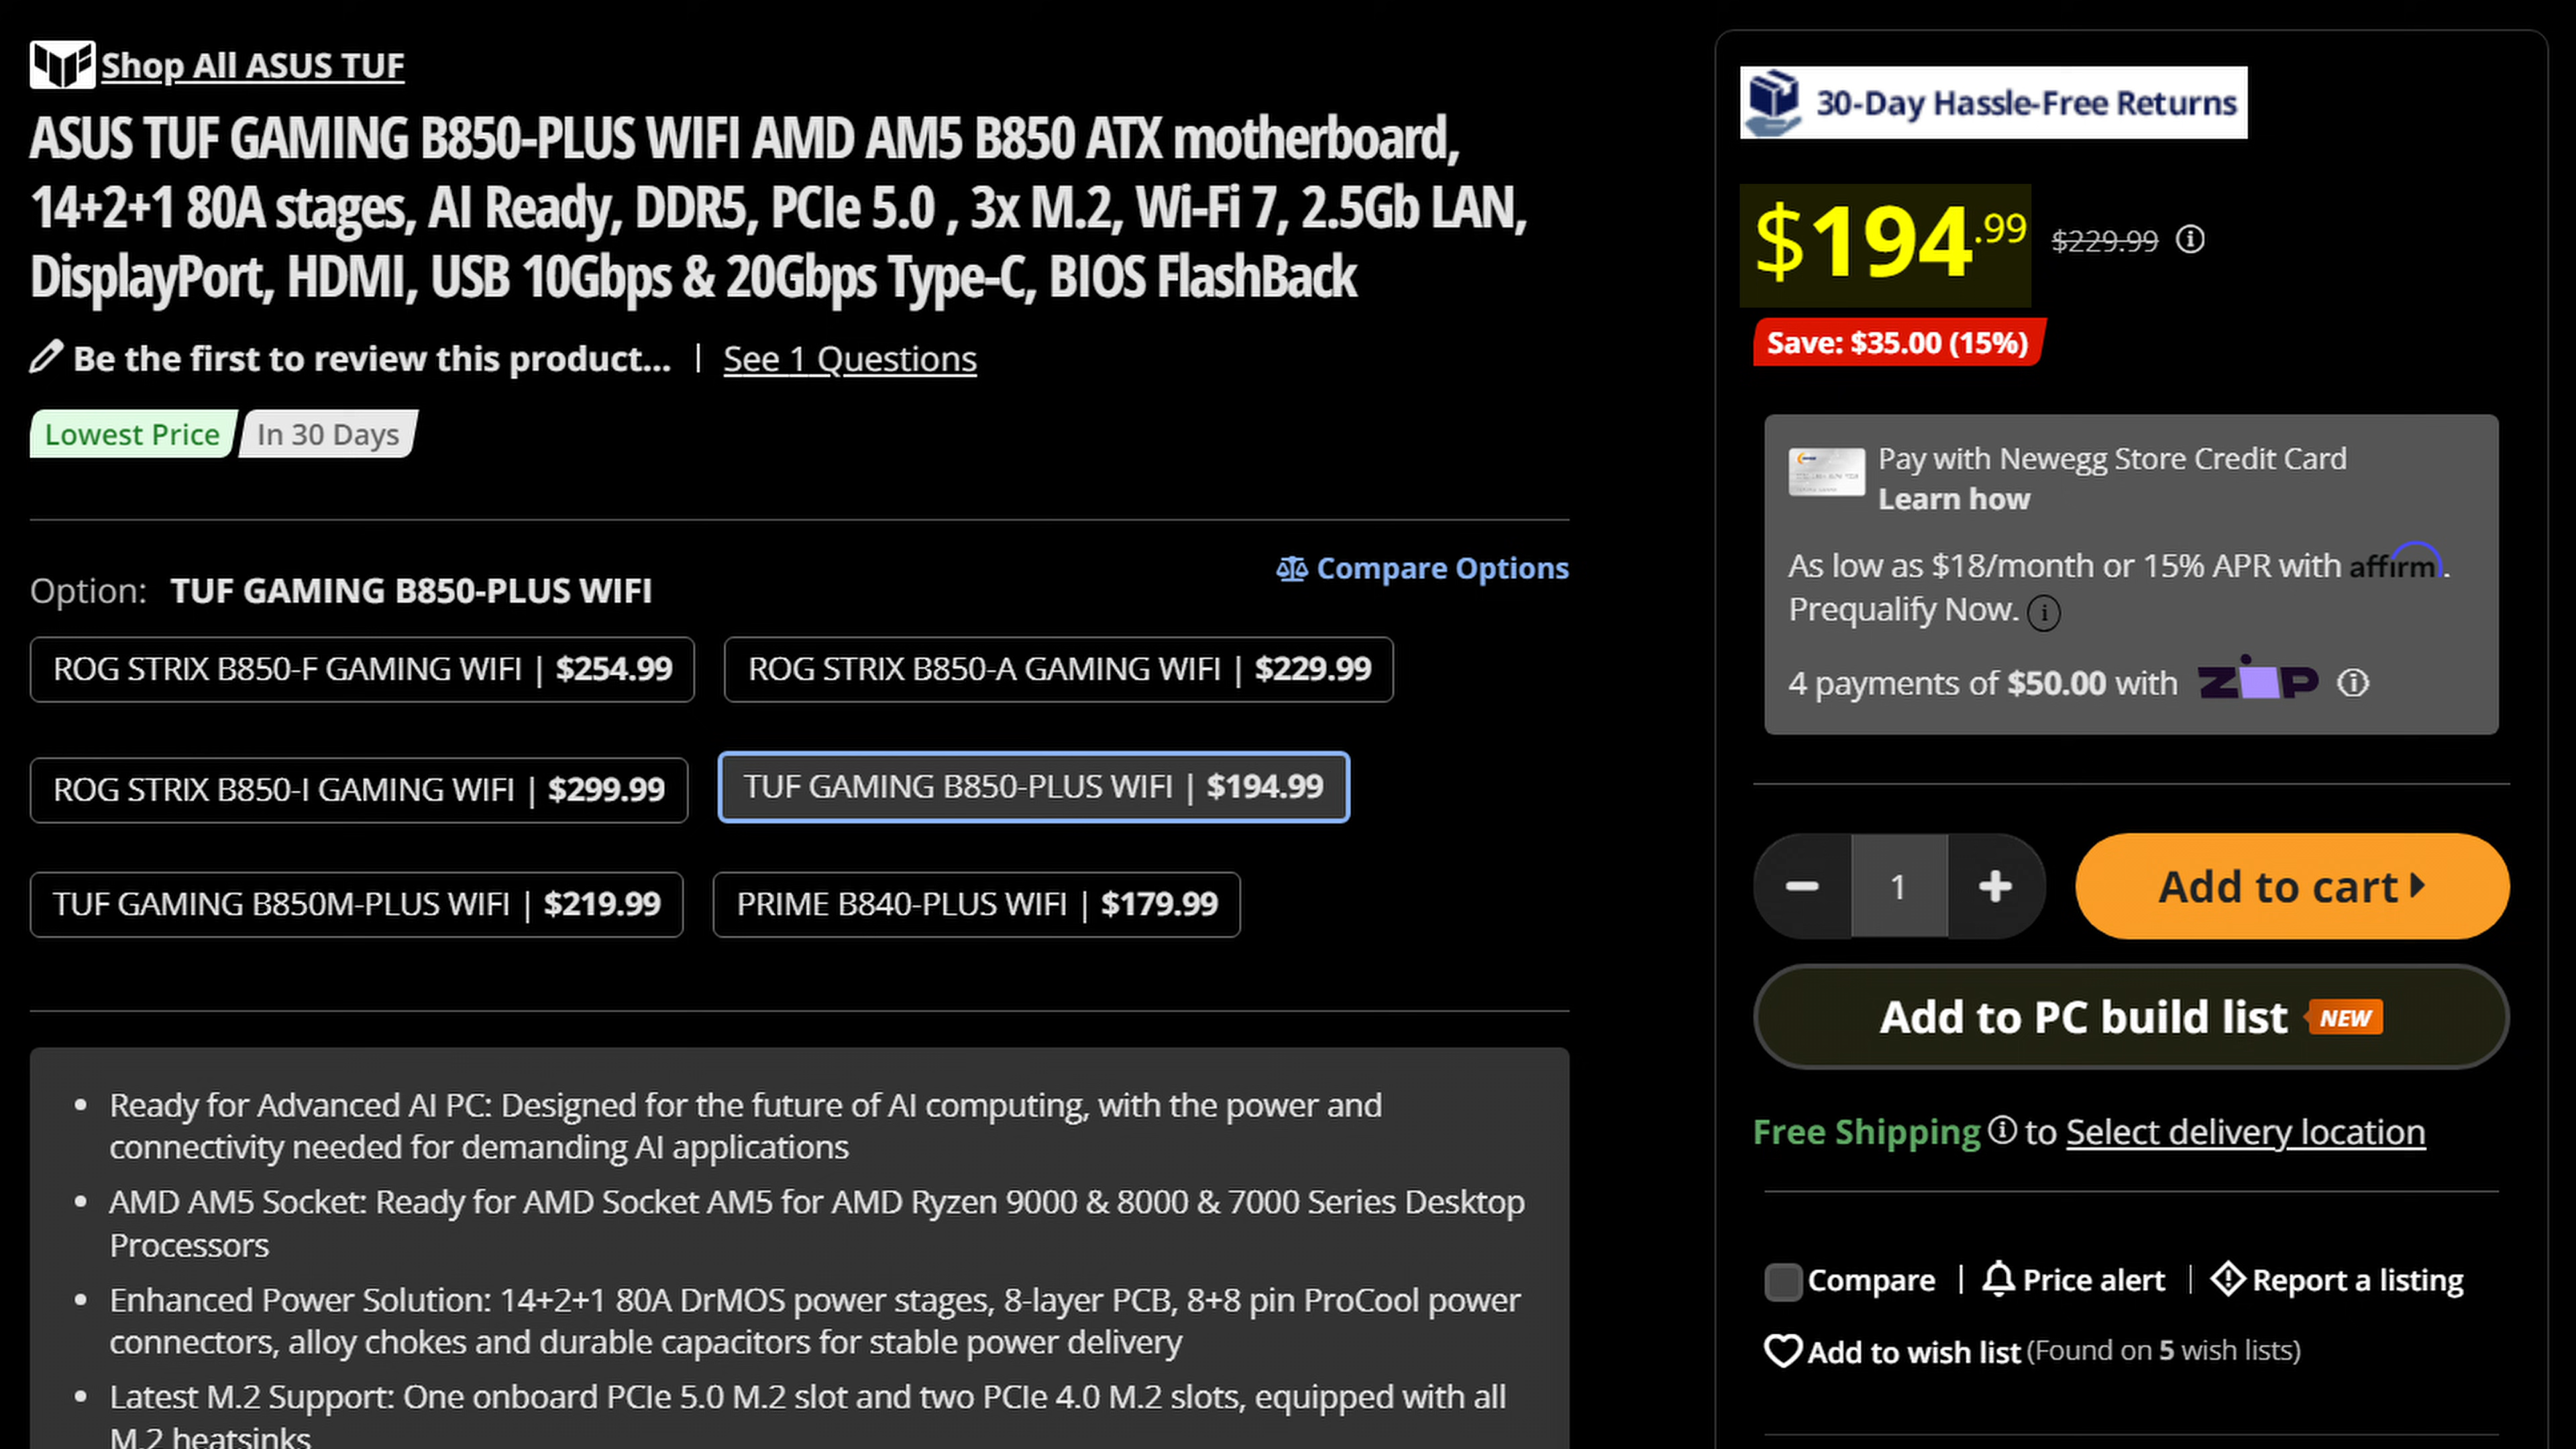 Shop All ASUS TUF
ASUS TUF GAMING B850-PLUS WIFI AMD AM5 B850 ATX motherboard,
14+2+1 80A stages, AI Ready, DDR5, PCIe 5.0 , 3x M.2, Wi-Fi 7, 2.5Gb LAN,
DisplayPort, HDMI, USB 10Gbps & 20Gbps Type-C, BIOS FlashBack
Be the first to review this product... | See 1 Questions
Lowest Price In 30 Days
Compare Options
Option: TUF GAMING B850-PLUS WIFI
ROG STRIX B850-F GAMING WIFI | $254.99
ROG STRIX B850-A GAMING WIFI | $229.99
ROG STRIX B850-I GAMING WIFI | $299.99
TUF GAMING B850-PLUS WIFI | $194.99
TUF GAMING B850M-PLUS WIFI | $219.99
PRIME B840-PLUS WIFI | $179.99
• Ready for Advanced AI PC: Designed for the future of AI computing, with the power and
connectivity needed for demanding AI applications
• AMD AM5 Socket: Ready for AMD Socket AM5 for AMD Ryzen 9000 & 8000 & 7000 Series Desktop
Processors
• Enhanced Power Solution: 14+2+1 80A DrMOS power stages, 8-layer PCB, 8+8 pin ProCool power
connectors, alloy chokes and durable capacitors for stable power delivery
• Latest M.2 Support: One onboard PCIe 5.0 M.2 slot and two PCIe 4.0 M.2 slots, equipped with all
M.2 heatsinks
30-Day Hassle-Free Returns
$194.99 $229.99
Save: $35.00 (15%)
Pay with Newegg Store Credit Card
Learn how
As low as $18/month or 15% APR with affirm.
Prequalify Now.
4 payments of $50.00 with ZIP
− 1 + Add to cart
Add to PC build list NEW
Free Shipping to Select delivery location
Compare | Price alert | Report a listing
Add to wish list (Found on 5 wish lists)